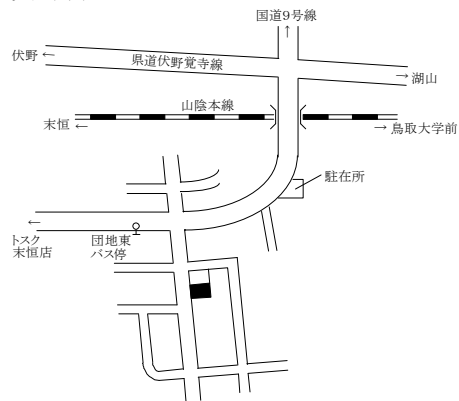 国道9号線
↑
伏野 ←
県道伏野覚寺線
→ 湖山
山陰本線
末恒 ←
→ 鳥取大学前
駐在所
←
トスク
末恒店
団地東
バス停